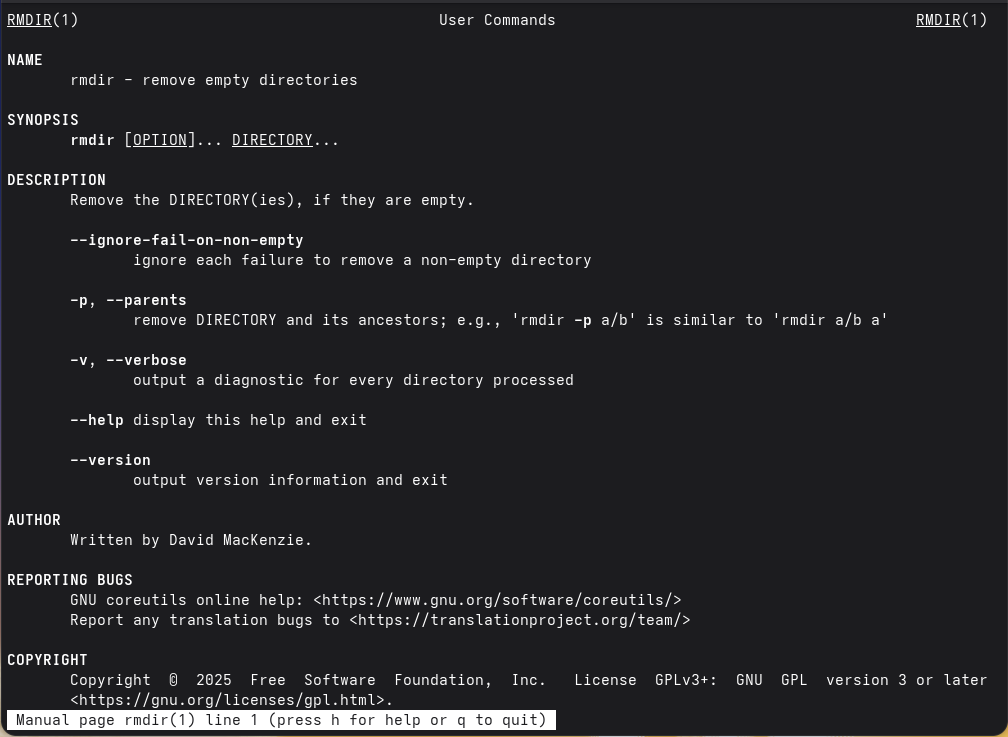 RMDIR(1) User Commands RMDIR(1)
NAME
rmdir - remove empty directories
SYNOPSIS
rmdir [OPTION]... DIRECTORY...
DESCRIPTION
Remove the DIRECTORY(ies), if they are empty.
--ignore-fail-on-non-empty
ignore each failure to remove a non-empty directory
-p, --parents
remove DIRECTORY and its ancestors; e.g., 'rmdir -p a/b' is similar to 'rmdir a/b a'
-v, --verbose
output a diagnostic for every directory processed
--help display this help and exit
--version
output version information and exit
AUTHOR
Written by David MacKenzie.
REPORTING BUGS
GNU coreutils online help: <https://www.gnu.org/software/coreutils/>
Report any translation bugs to <https://translationproject.org/team/>
COPYRIGHT
Copyright © 2025 Free Software Foundation, Inc. License GPLv3+: GNU GPL version 3 or later
<https://gnu.org/licenses/gpl.html>.
Manual page rmdir(1) line 1 (press h for help or q to quit)